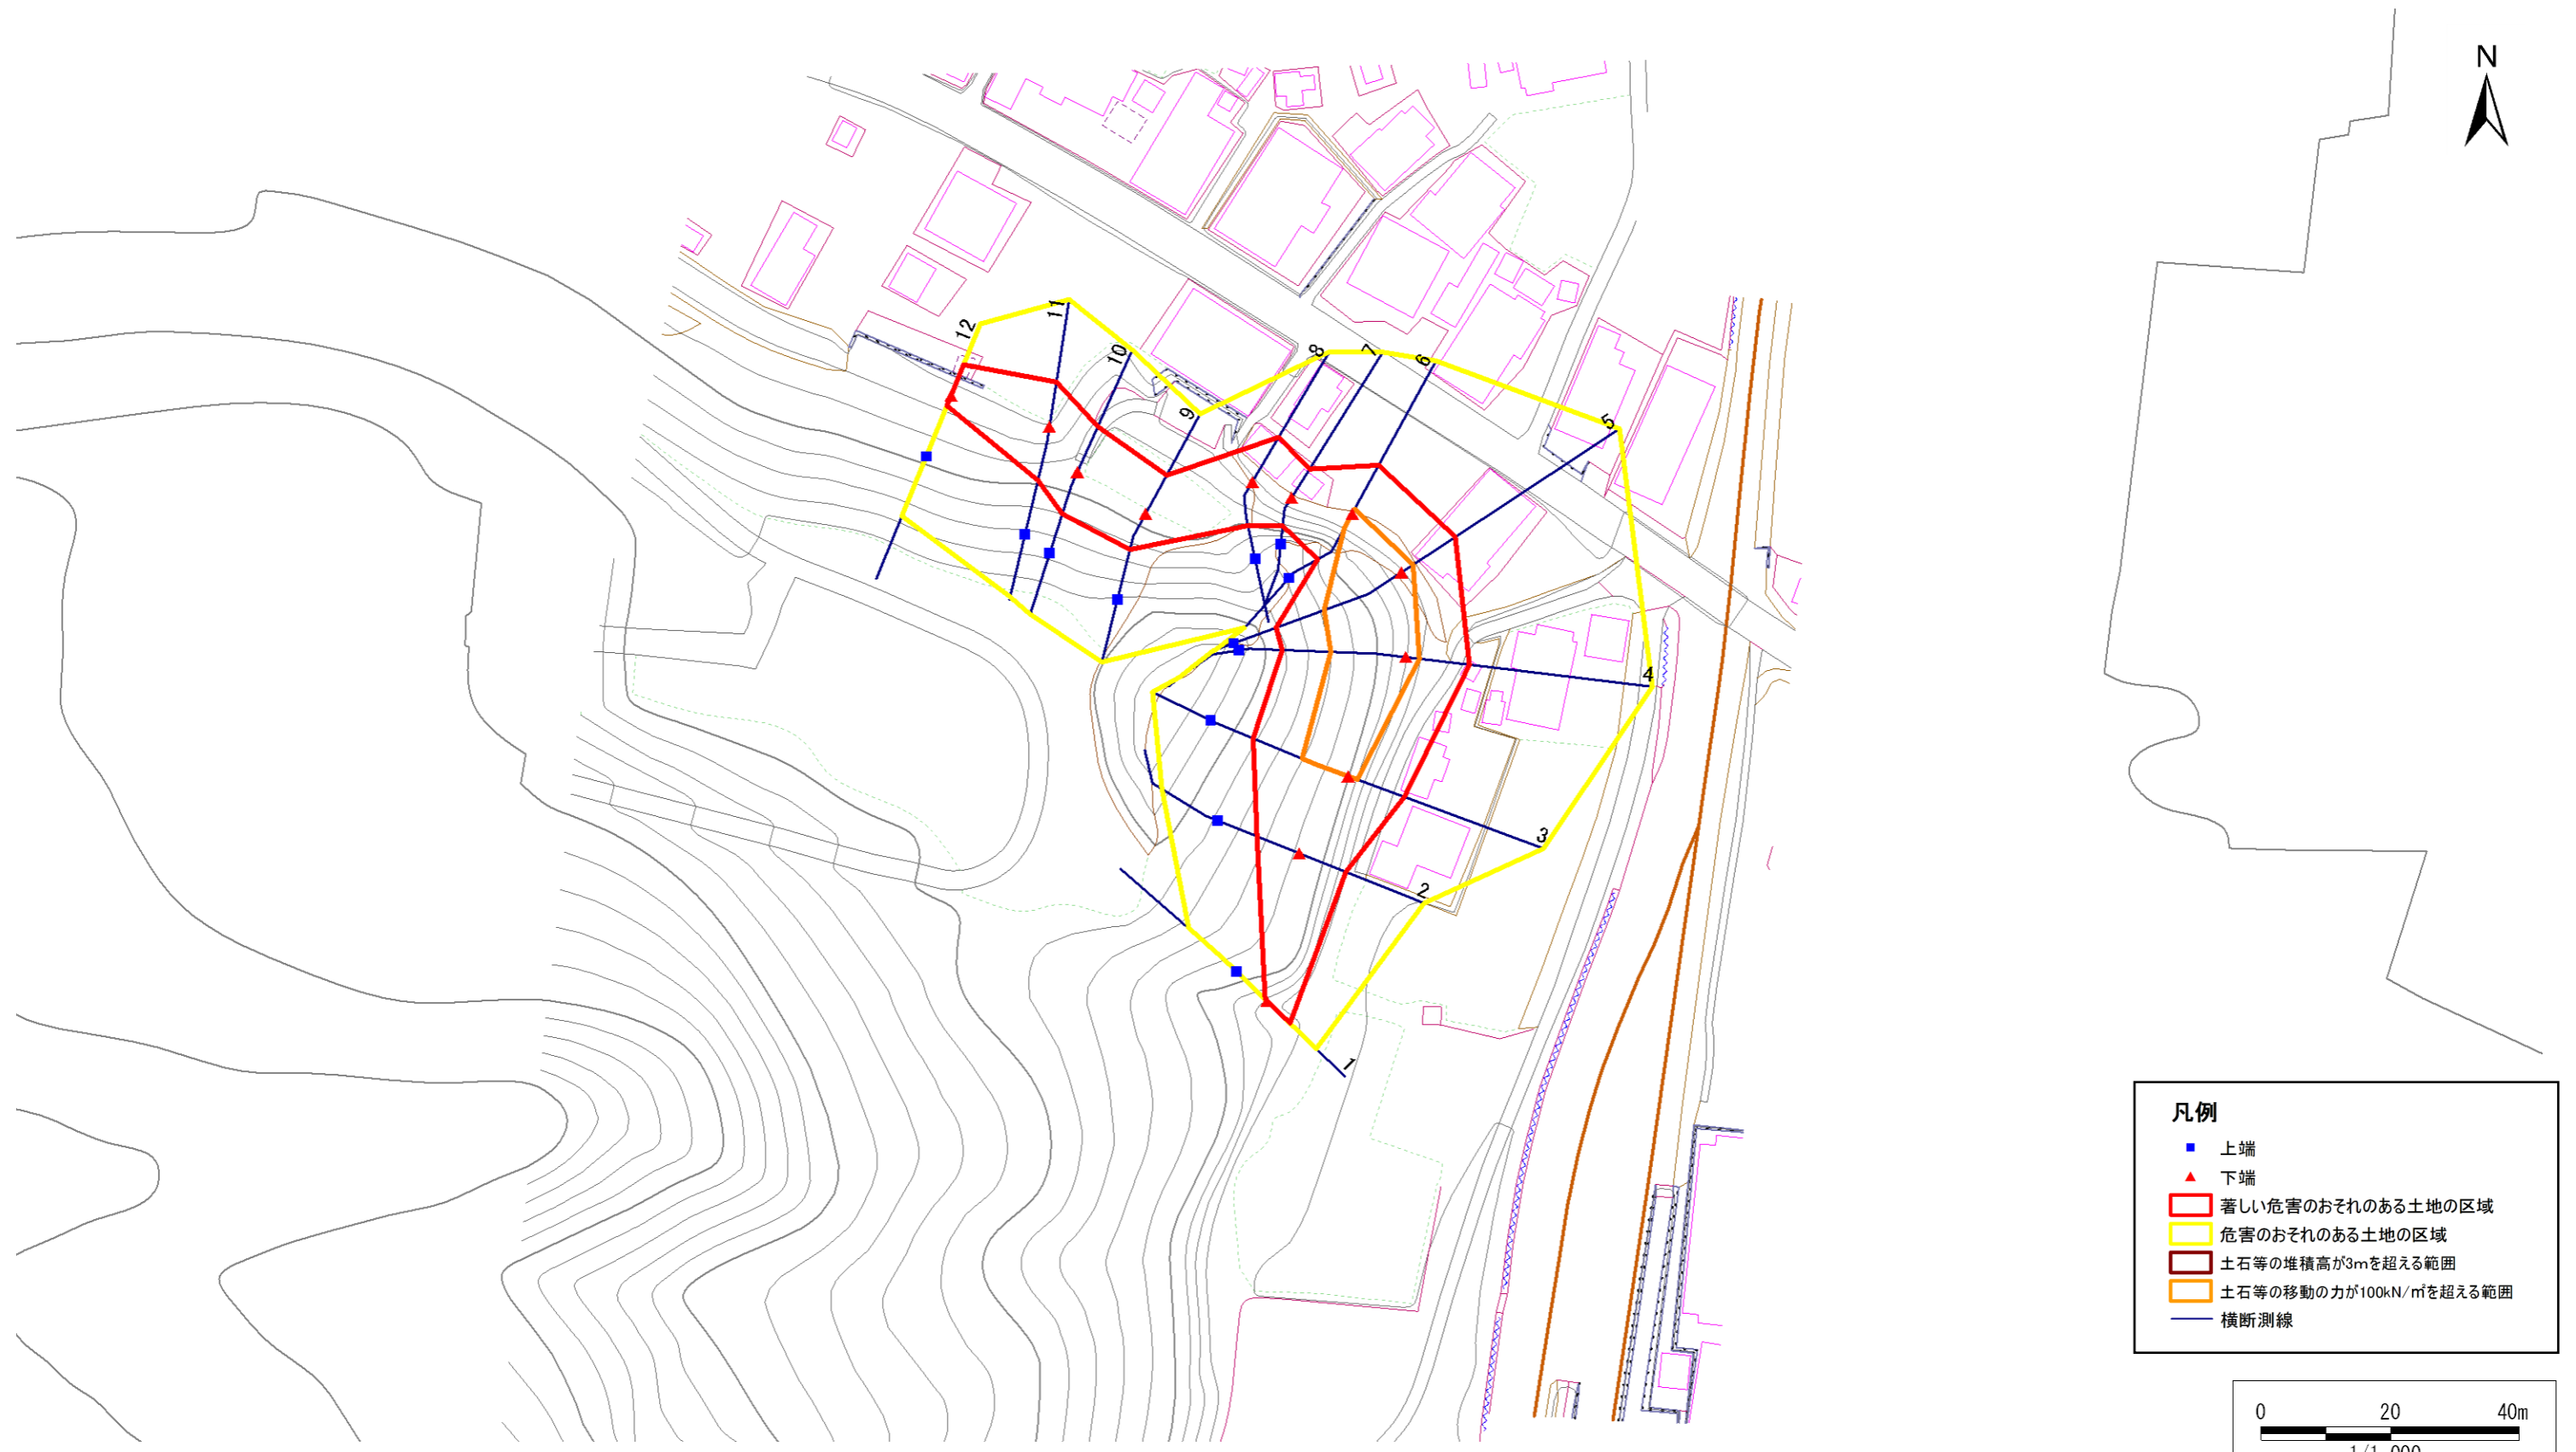 N
12
11
10
9
8
7
6
5
4
3
2
1
凡例
上端
下端
著しい危害のおそれのある土地の区域
危害のおそれのある土地の区域
土石等の堆積高が3mを超える範囲
土石等の移動の力が100kN/㎡を超える範囲
横断測線
0 20 40m
1/1,000